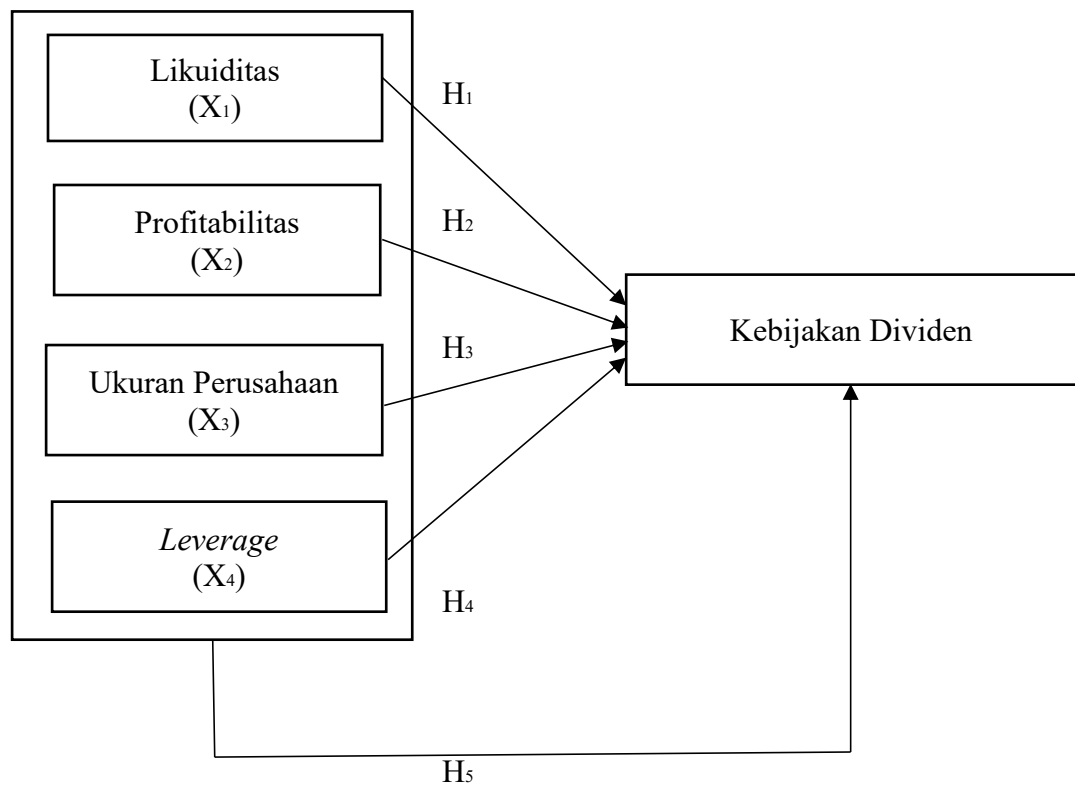 Likuiditas
(X₁)
H₁
Profitabilitas
(X₂)
H₂
Ukuran Perusahaan
(X₃)
H₃
Leverage
(X₄)
H₄
Kebijakan Dividen
H₅